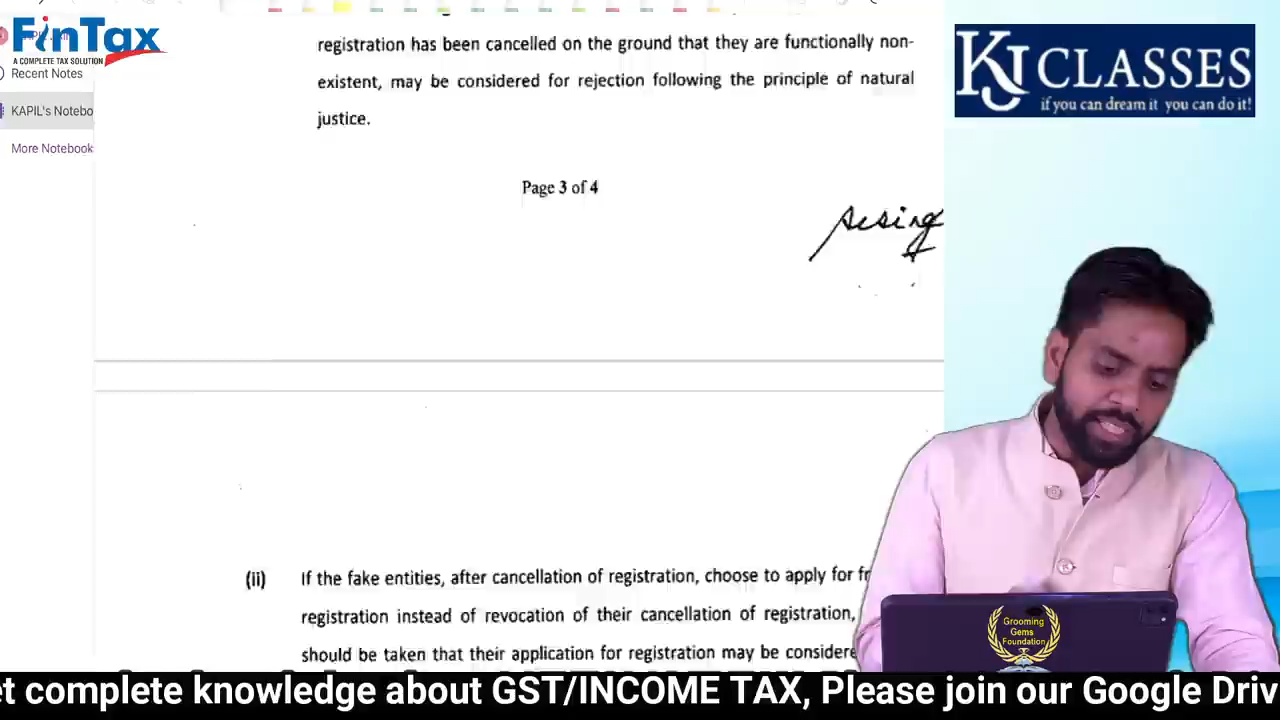 FinTax
A COMPLETE TAX SOLUTION
Recent Notes
KAPIL's Notebo
More Notebook
registration has been cancelled on the ground that they are functionally non-
existent, may be considered for rejection following the principle of natural
justice.
Page 3 of 4
KJ CLASSES
if you can dream it you can do it!
(ii) If the fake entities, after cancellation of registration, choose to apply for fr
registration instead of revocation of their cancellation of registration,
should be taken that their application for registration may be considere
Grooming
Gems
Foundation
et complete knowledge about GST/INCOME TAX, Please join our Google Driv